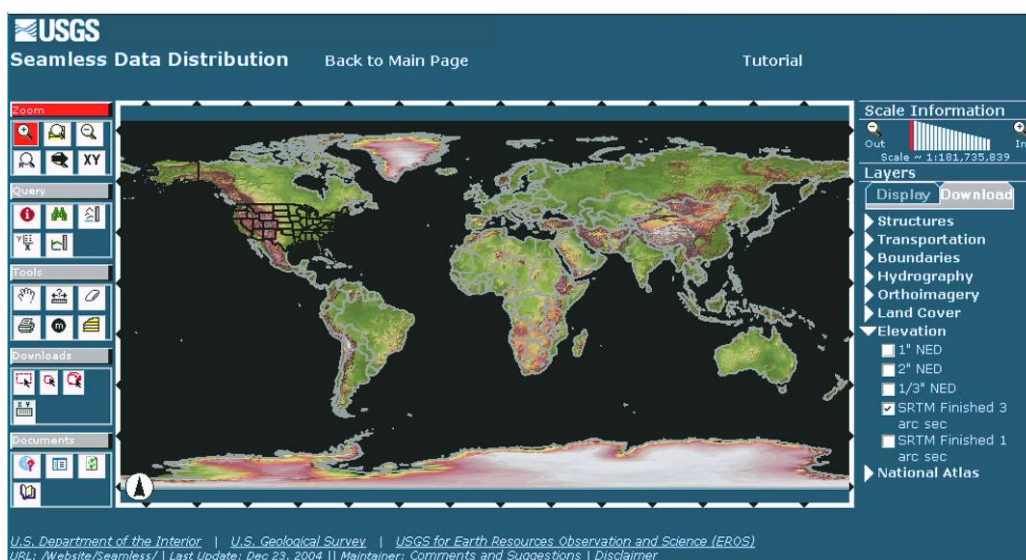 USGS
Seamless Data Distribution Back to Main Page Tutorial
Zoom
XY
Query
Tools
m
Downloads
Documents
Scale Information
Out In
Scale ~ 1:181,735,839
Layers
Display Download
Structures
Transportation
Boundaries
Hydrography
Orthoimagery
Land Cover
Elevation
1" NED
2" NED
1/3" NED
SRTM Finished 3
arc sec
SRTM Finished 1
arc sec
National Atlas
U.S. Department of the Interior | U.S. Geological Survey | USGS for Earth Resources Observation and Science (EROS)
URL: /Website/Seamless/ | Last Update: Dec 23, 2004 || Maintainer: Comments and Suggestions | Disclaimer